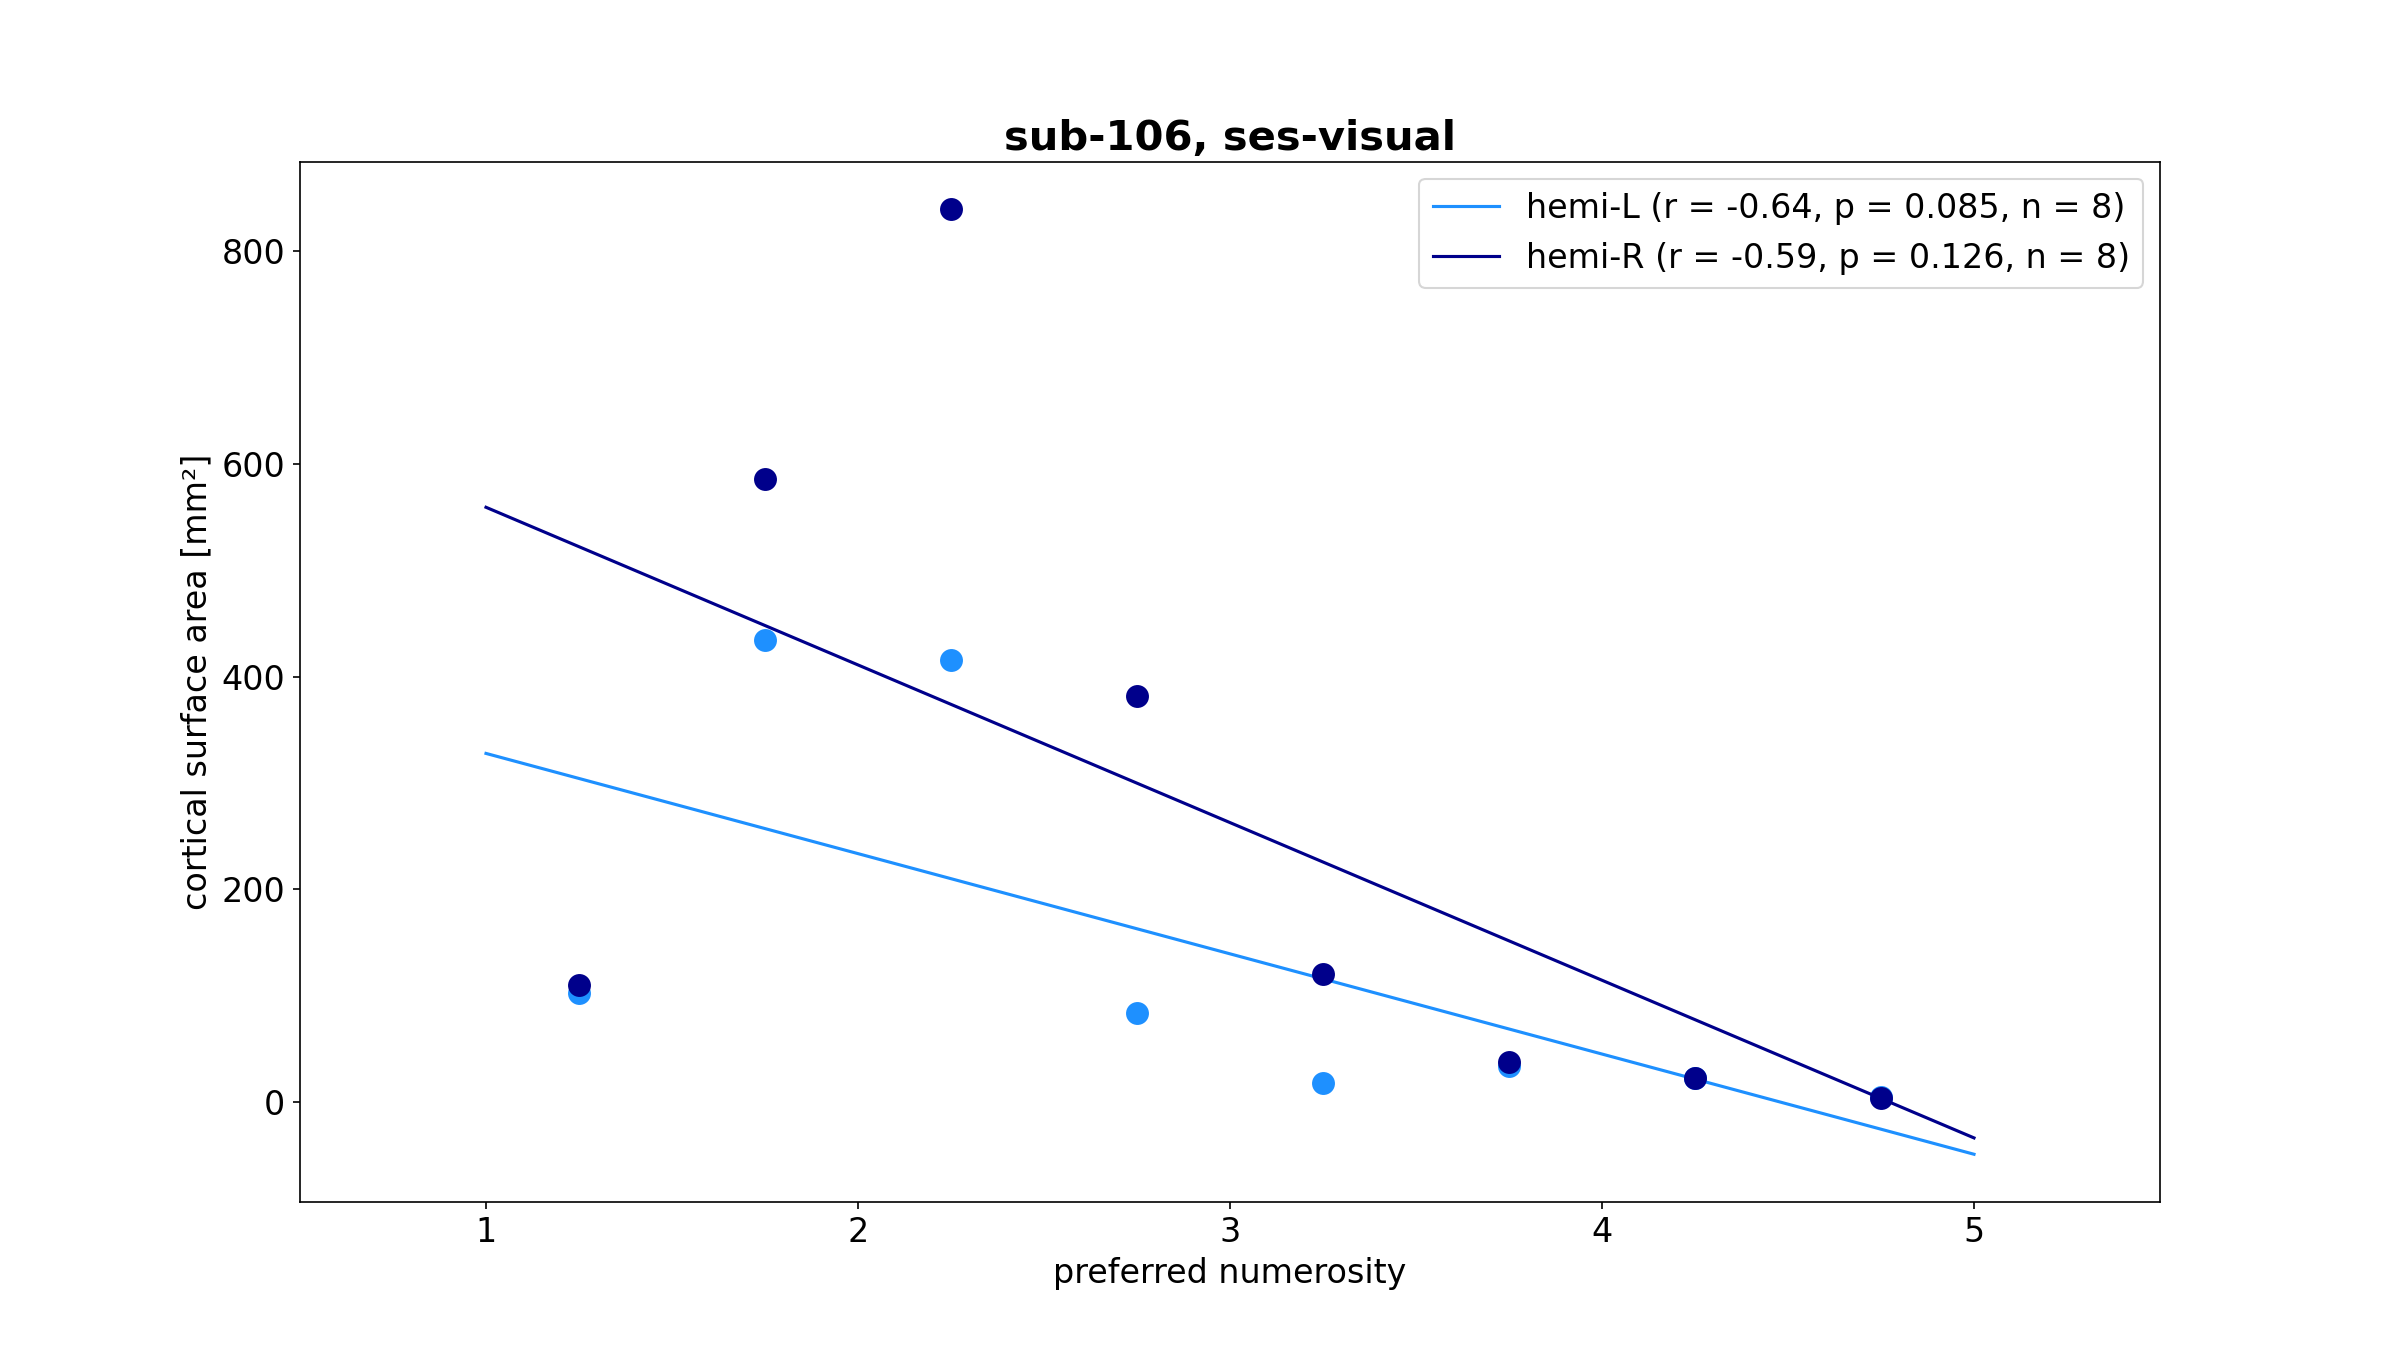 sub-106, ses-visual
hemi-L (r = -0.64, p = 0.085, n = 8)
hemi-R (r = -0.59, p = 0.126, n = 8)
cortical surface area [mm²]
800
600
400
200
0
1 2 3 4 5
preferred numerosity